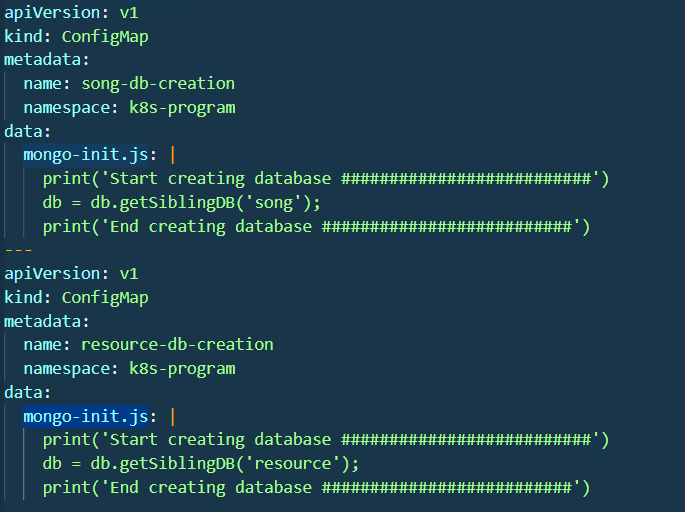 apiVersion: v1
kind: ConfigMap
metadata:
  name: song-db-creation
  namespace: k8s-program
data:
  mongo-init.js: |
    print('Start creating database ##########################')
    db = db.getSiblingDB('song');
    print('End creating database ##########################')
---
apiVersion: v1
kind: ConfigMap
metadata:
  name: resource-db-creation
  namespace: k8s-program
data:
  mongo-init.js: |
    print('Start creating database ##########################')
    db = db.getSiblingDB('resource');
    print('End creating database ##########################')